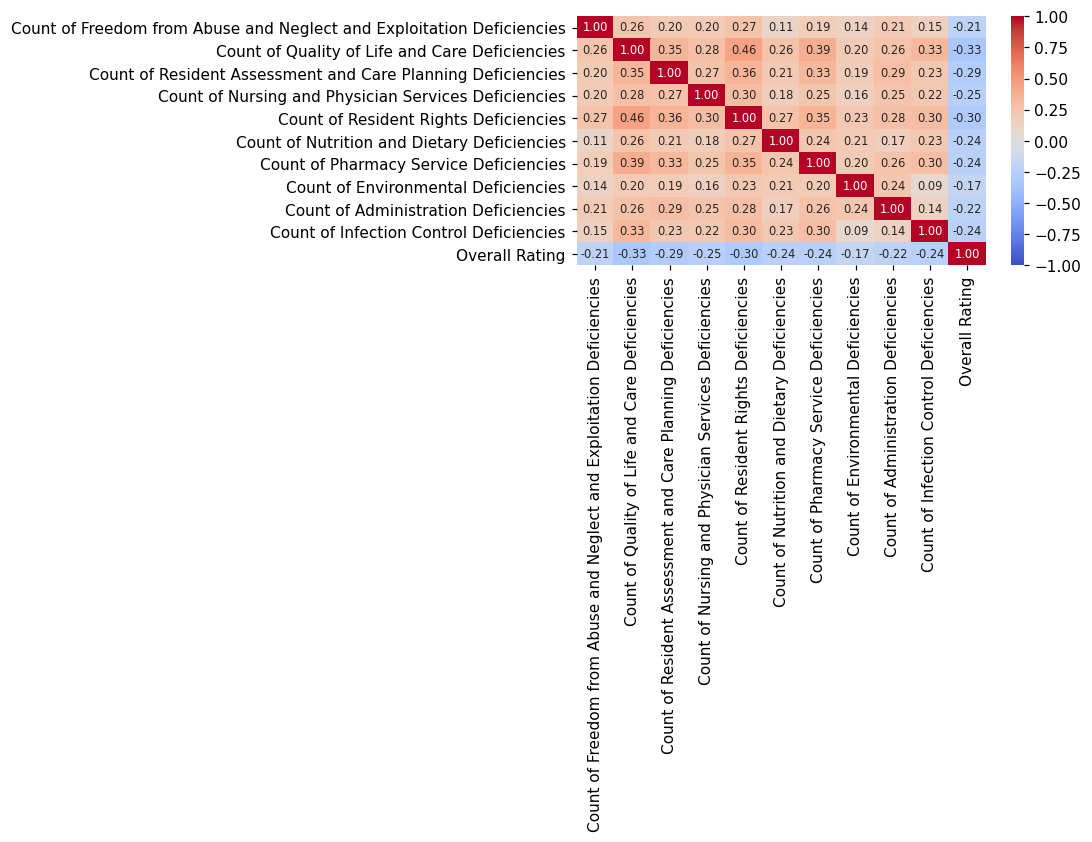 Count of Freedom from Abuse and Neglect and Exploitation Deficiencies 1.00 0.26 0.20 0.20 0.27 0.11 0.19 0.14 0.21 0.15 -0.21
Count of Quality of Life and Care Deficiencies 0.26 1.00 0.35 0.28 0.46 0.26 0.39 0.20 0.26 0.33 -0.33
Count of Resident Assessment and Care Planning Deficiencies 0.20 0.35 1.00 0.27 0.36 0.21 0.33 0.19 0.29 0.23 -0.29
Count of Nursing and Physician Services Deficiencies 0.20 0.28 0.27 1.00 0.30 0.18 0.25 0.16 0.25 0.22 -0.25
Count of Resident Rights Deficiencies 0.27 0.46 0.36 0.30 1.00 0.27 0.35 0.23 0.28 0.30 -0.30
Count of Nutrition and Dietary Deficiencies 0.11 0.26 0.21 0.18 0.27 1.00 0.24 0.21 0.17 0.23 -0.24
Count of Pharmacy Service Deficiencies 0.19 0.39 0.33 0.25 0.35 0.24 1.00 0.20 0.26 0.30 -0.24
Count of Environmental Deficiencies 0.14 0.20 0.19 0.16 0.23 0.21 0.20 1.00 0.24 0.09 -0.17
Count of Administration Deficiencies 0.21 0.26 0.29 0.25 0.28 0.17 0.26 0.24 1.00 0.14 -0.22
Count of Infection Control Deficiencies 0.15 0.33 0.23 0.22 0.30 0.23 0.30 0.09 0.14 1.00 -0.24
Overall Rating -0.21 -0.33 -0.29 -0.25 -0.30 -0.24 -0.24 -0.17 -0.22 -0.24 1.00
Count of Freedom from Abuse and Neglect and Exploitation Deficiencies
Count of Quality of Life and Care Deficiencies
Count of Resident Assessment and Care Planning Deficiencies
Count of Nursing and Physician Services Deficiencies
Count of Resident Rights Deficiencies
Count of Nutrition and Dietary Deficiencies
Count of Pharmacy Service Deficiencies
Count of Environmental Deficiencies
Count of Administration Deficiencies
Count of Infection Control Deficiencies
Overall Rating
1.00
0.75
0.50
0.25
0.00
−0.25
−0.50
−0.75
−1.00